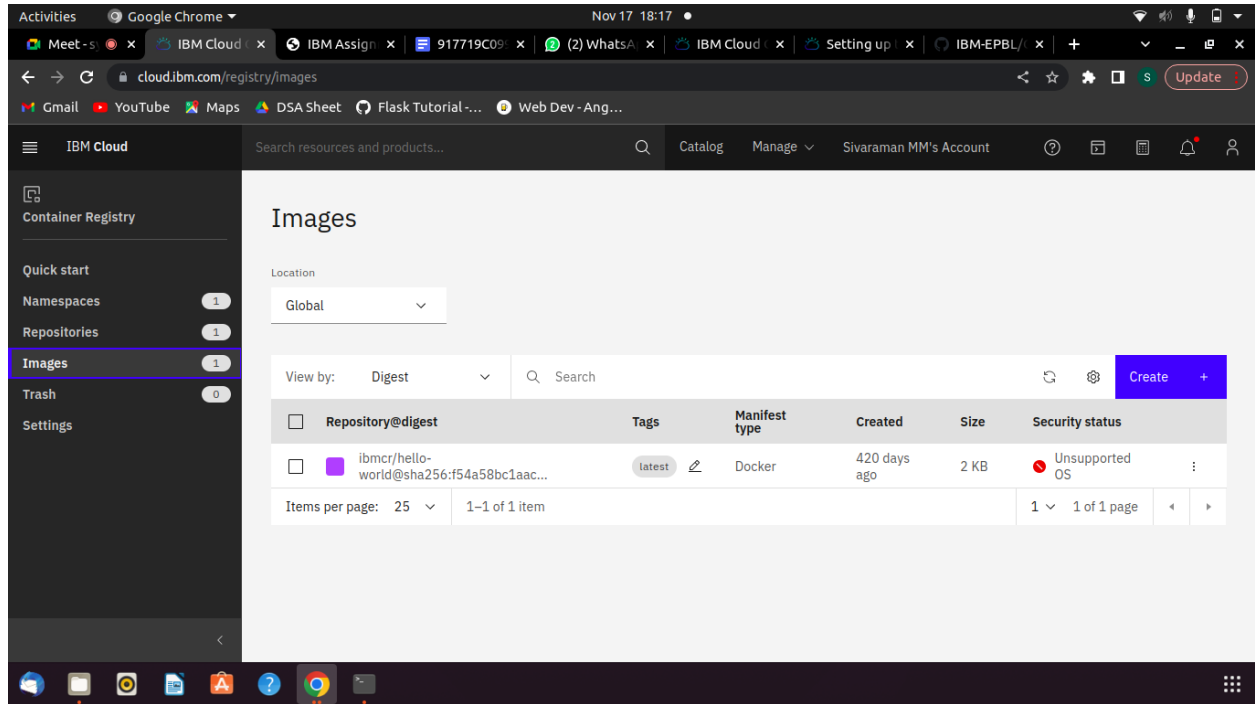 Activities Google Chrome Nov 17 18:17
Meet - s IBM Cloud IBM Assign 917719C09 (2) WhatsA IBM Cloud Setting up IBM-EPBL/
cloud.ibm.com/registry/images Update
Gmail YouTube Maps DSA Sheet Flask Tutorial -... Web Dev - Ang...
IBM Cloud Search resources and products... Catalog Manage Sivaraman MM's Account
Container Registry
Quick start
Namespaces 1
Repositories 1
Images 1
Trash 0
Settings
Images
Location
Global
View by: Digest Search Create +
Repository@digest Tags Manifest type Created Size Security status
ibmcr/hello-
world@sha256:f54a58bc1aac... latest Docker 420 days ago 2 KB Unsupported OS
Items per page: 25 1–1 of 1 item 1 1 of 1 page